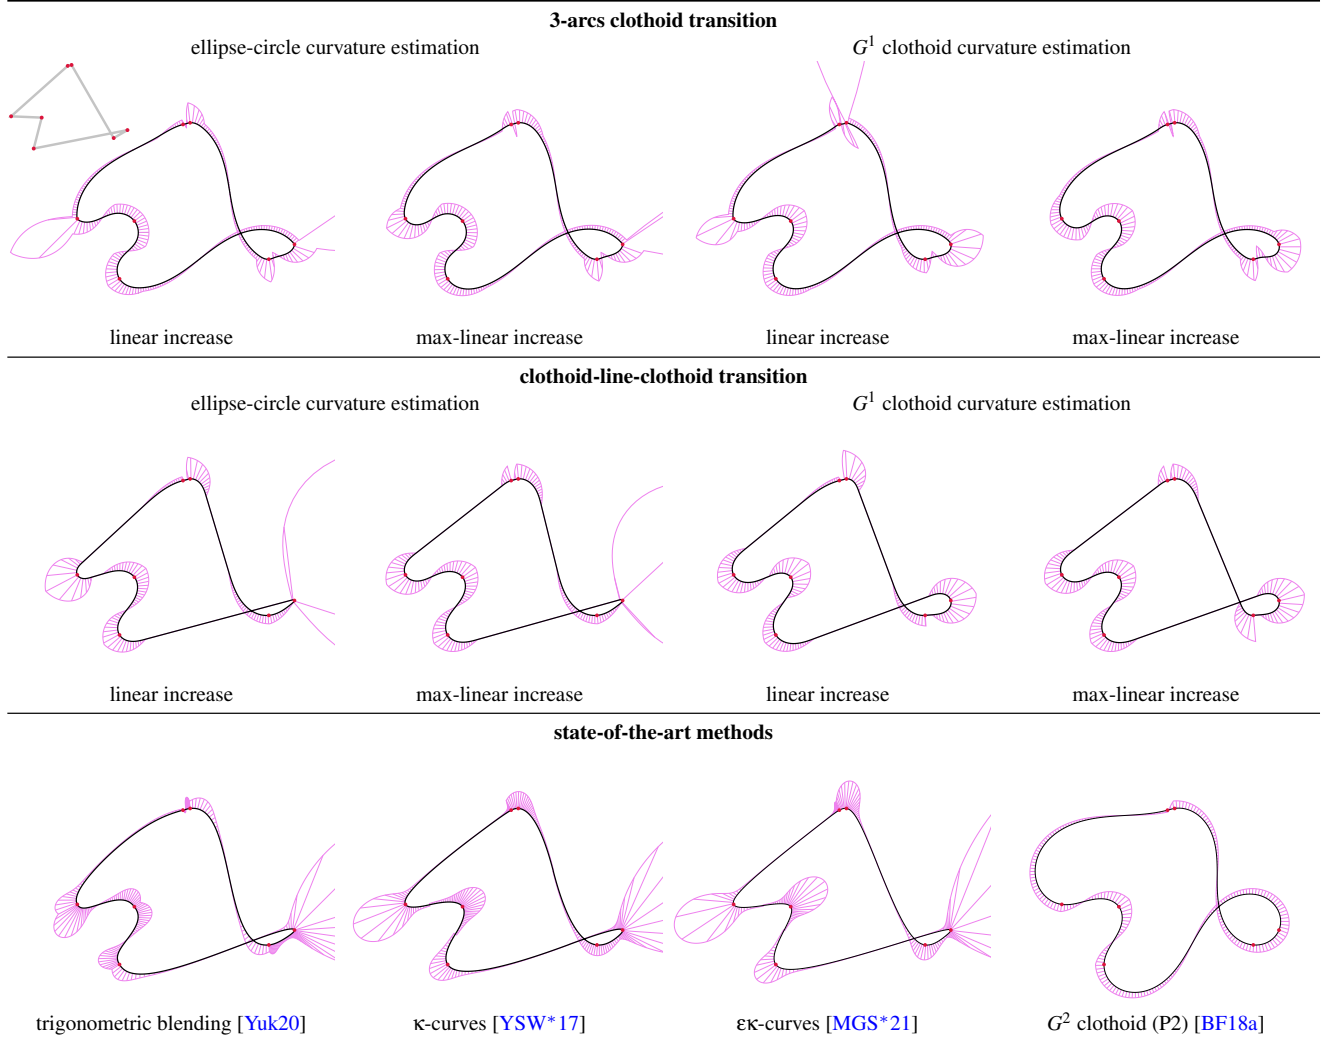 3-arcs clothoid transition
ellipse-circle curvature estimation
G¹ clothoid curvature estimation
linear increase
max-linear increase
linear increase
max-linear increase
clothoid-line-clothoid transition
ellipse-circle curvature estimation
G¹ clothoid curvature estimation
linear increase
max-linear increase
linear increase
max-linear increase
state-of-the-art methods
trigonometric blending [Yuk20]
κ-curves [YSW*17]
εκ-curves [MGS*21]
G² clothoid (P2) [BF18a]